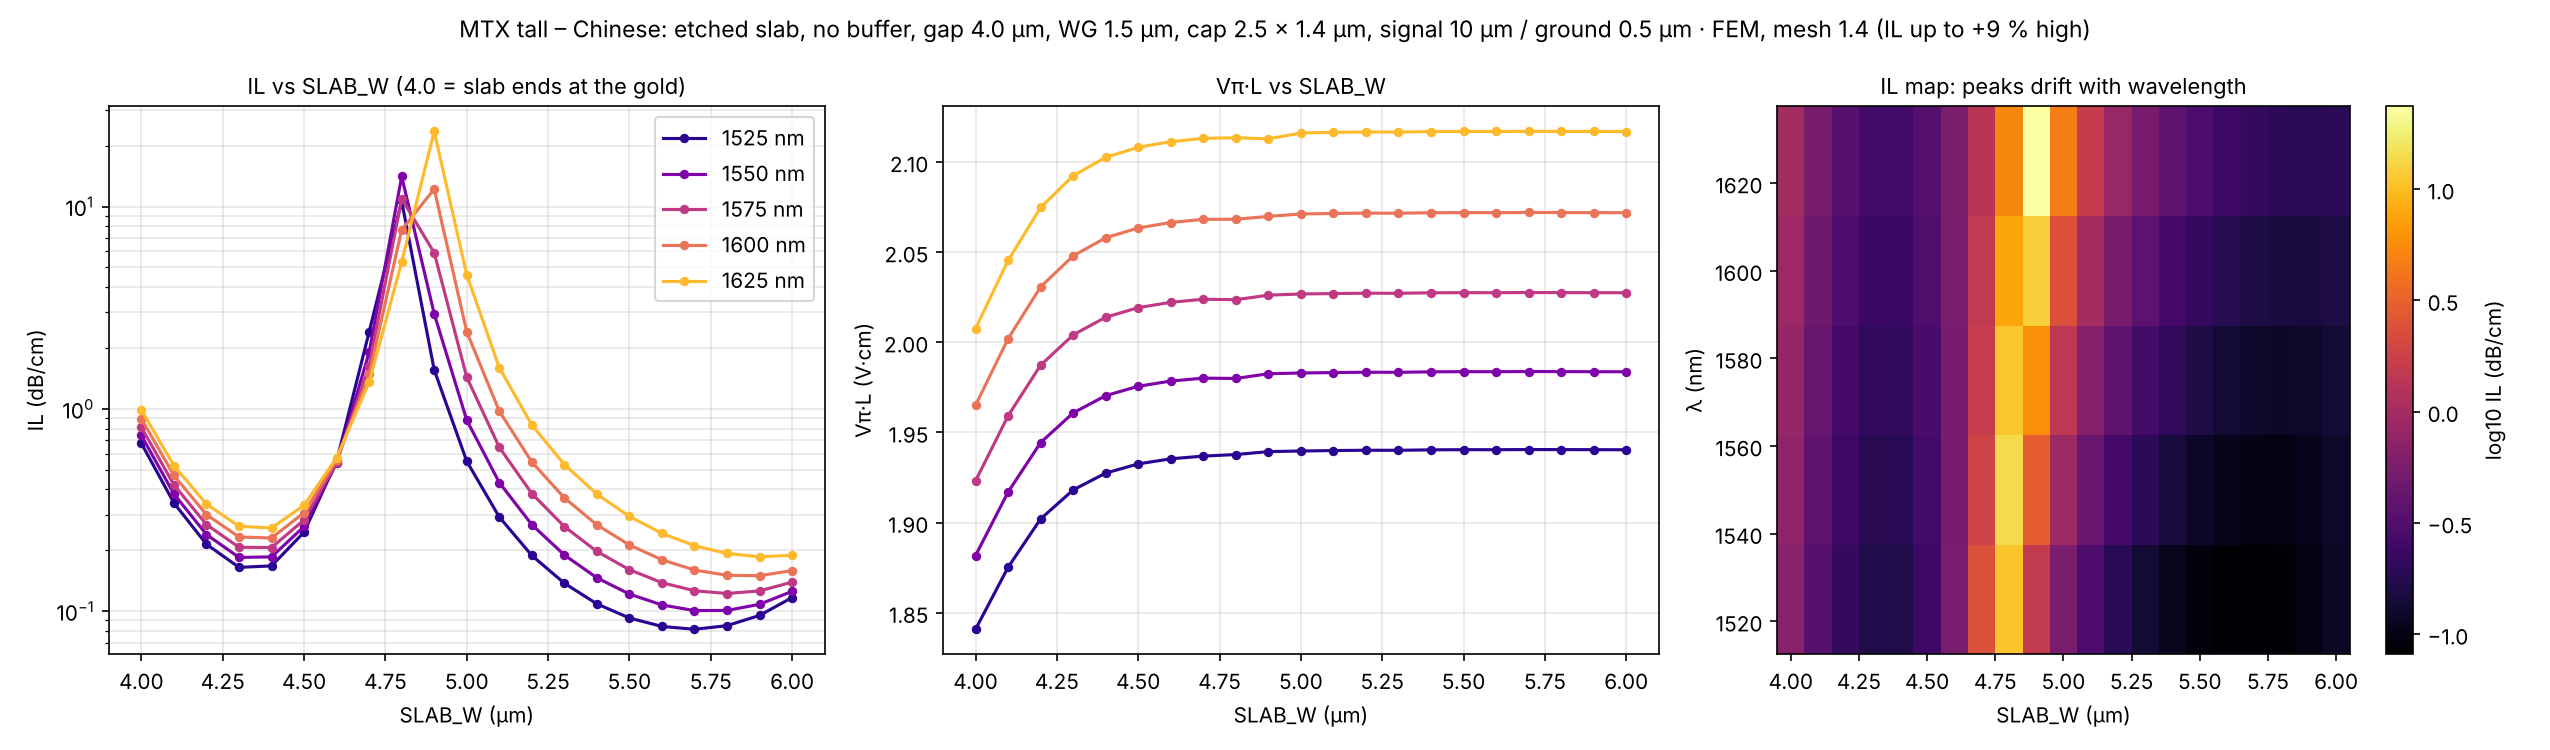 MTX tall – Chinese: etched slab, no buffer, gap 4.0 µm, WG 1.5 µm, cap 2.5 × 1.4 µm, signal 10 µm / ground 0.5 µm · FEM, mesh 1.4 (IL up to +9 % high)
IL vs SLAB_W (4.0 = slab ends at the gold)
IL (dB/cm)
10¹
10⁰
10⁻¹
1525 nm
1550 nm
1575 nm
1600 nm
1625 nm
4.00 4.25 4.50 4.75 5.00 5.25 5.50 5.75 6.00
SLAB_W (µm)
Vπ·L vs SLAB_W
Vπ·L (V·cm)
2.10
2.05
2.00
1.95
1.90
1.85
4.00 4.25 4.50 4.75 5.00 5.25 5.50 5.75 6.00
SLAB_W (µm)
IL map: peaks drift with wavelength
λ (nm)
1620
1600
1580
1560
1540
1520
4.00 4.25 4.50 4.75 5.00 5.25 5.50 5.75 6.00
SLAB_W (µm)
1.0
0.5
0.0
−0.5
−1.0
log10 IL (dB/cm)